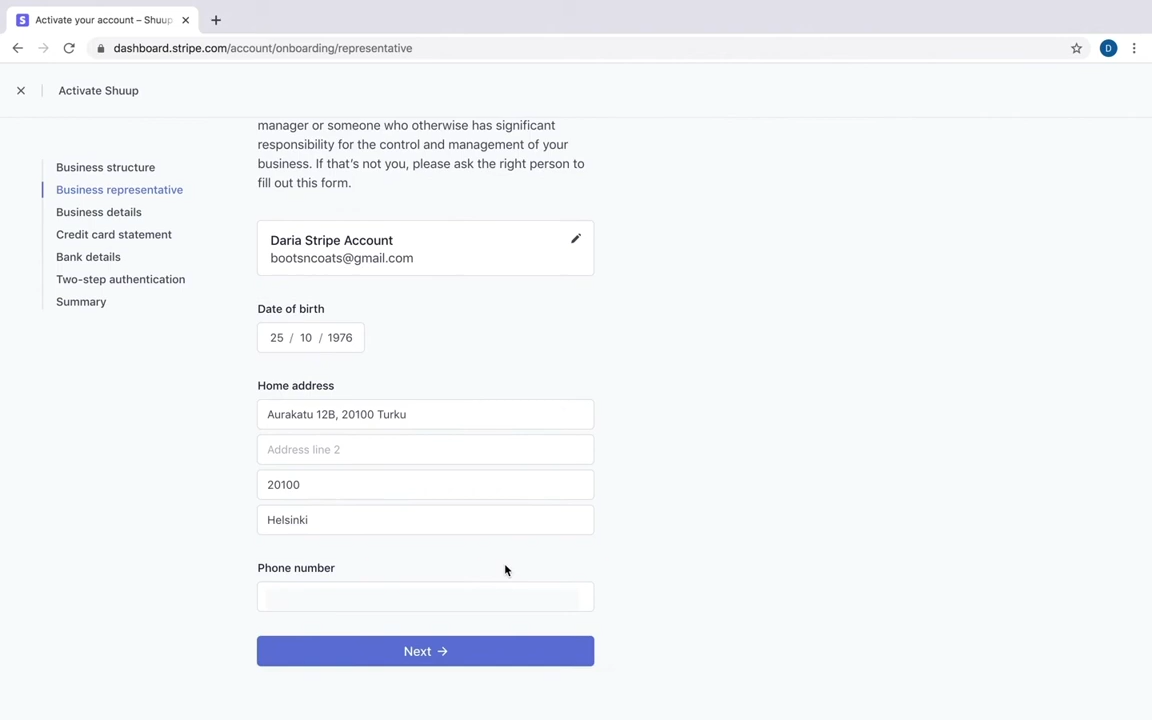 Activate your account – Shuup
dashboard.stripe.com/account/onboarding/representative
D
Activate Shuup
manager or someone who otherwise has significant
responsibility for the control and management of your
business. If that's not you, please ask the right person to
fill out this form.
Business structure
Business representative
Business details
Credit card statement
Bank details
Two-step authentication
Summary
Daria Stripe Account
bootsncoats@gmail.com
Date of birth
25 / 10 / 1976
Home address
Aurakatu 12B, 20100 Turku
Address line 2
20100
Helsinki
Phone number
Next →